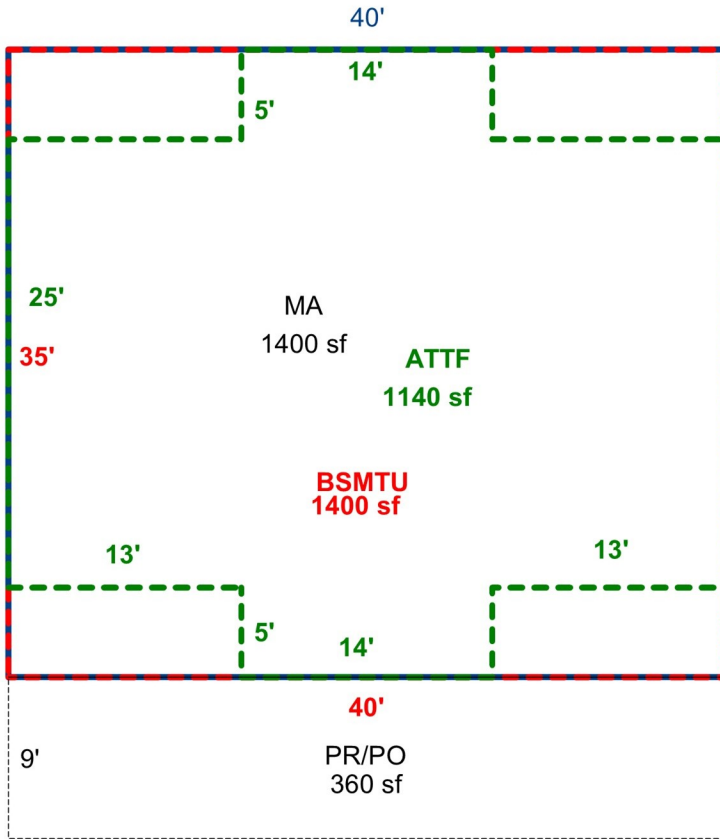 40'
14'
5'
25'
MA
1400 sf
35'
ATTF
1140 sf
BSMTU
1400 sf
13'
13'
5'
14'
40'
9'
PR/PO
360 sf